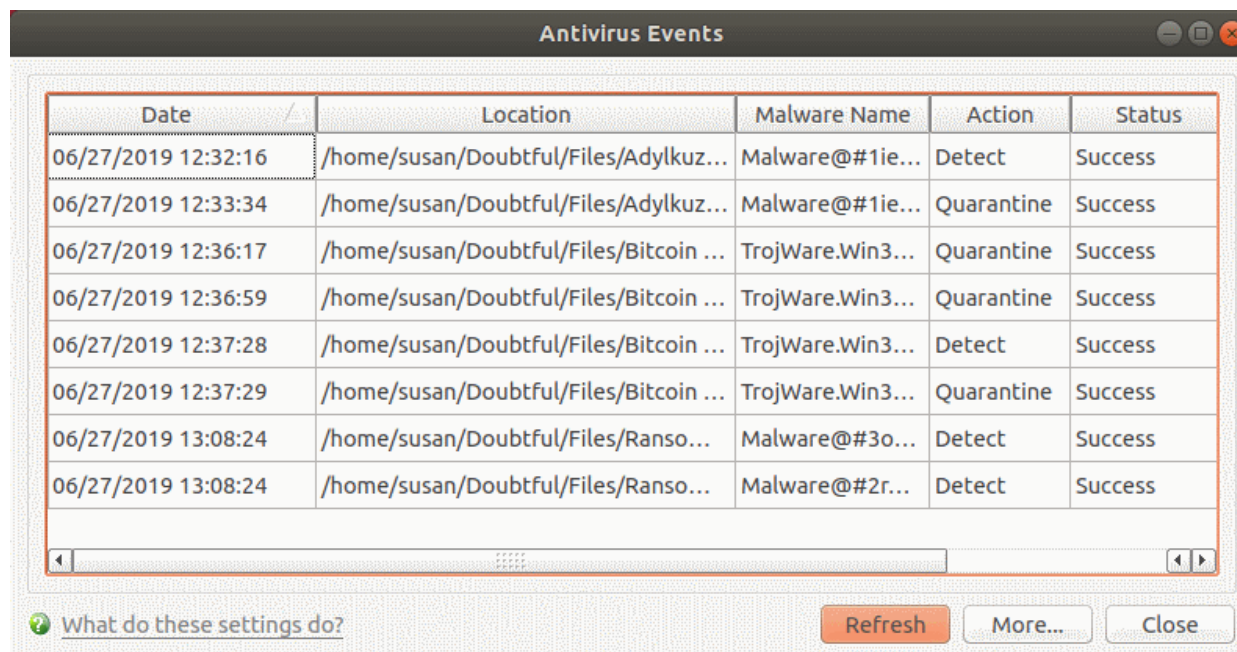 Antivirus Events
Date Location Malware Name Action Status
06/27/2019 12:32:16 /home/susan/Doubtful/Files/Adylkuz... Malware@#1ie... Detect Success
06/27/2019 12:33:34 /home/susan/Doubtful/Files/Adylkuz... Malware@#1ie... Quarantine Success
06/27/2019 12:36:17 /home/susan/Doubtful/Files/Bitcoin ... TrojWare.Win3... Quarantine Success
06/27/2019 12:36:59 /home/susan/Doubtful/Files/Bitcoin ... TrojWare.Win3... Quarantine Success
06/27/2019 12:37:28 /home/susan/Doubtful/Files/Bitcoin ... TrojWare.Win3... Detect Success
06/27/2019 12:37:29 /home/susan/Doubtful/Files/Bitcoin ... TrojWare.Win3... Quarantine Success
06/27/2019 13:08:24 /home/susan/Doubtful/Files/Ranso... Malware@#3o... Detect Success
06/27/2019 13:08:24 /home/susan/Doubtful/Files/Ranso... Malware@#2r... Detect Success
What do these settings do? Refresh More... Close